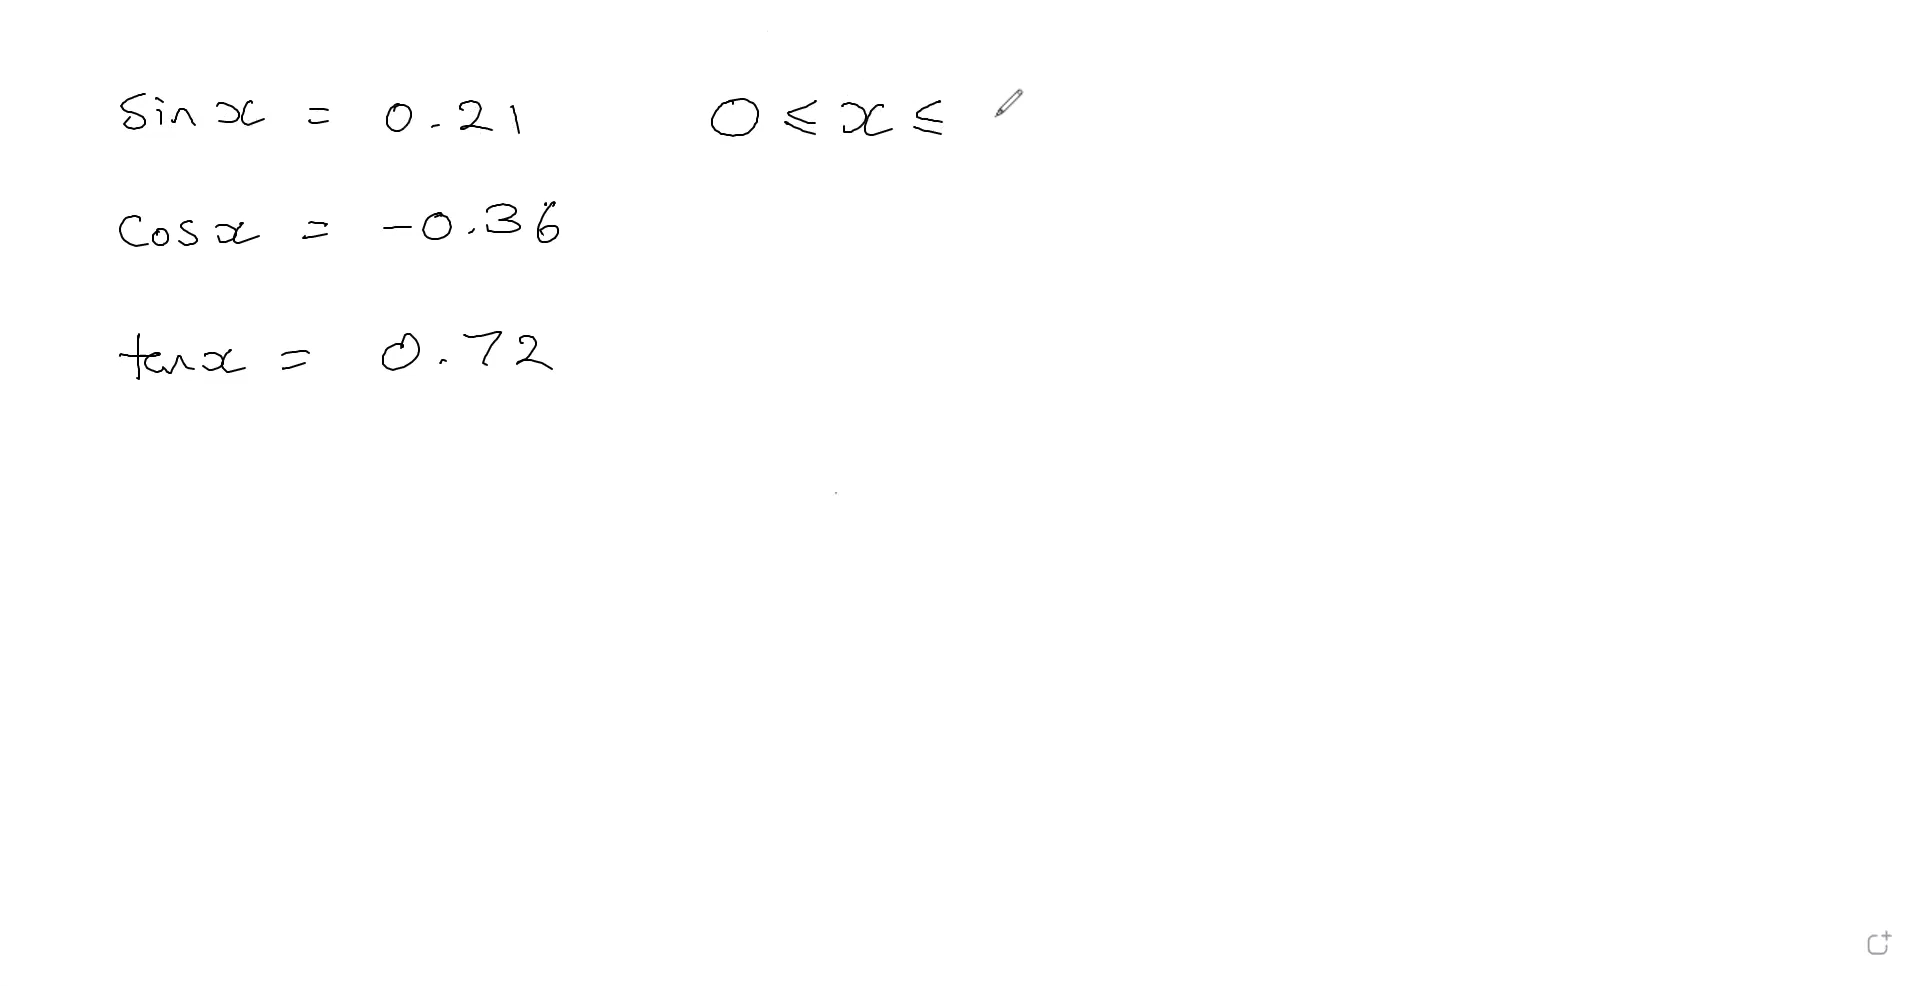 sin x = 0.21 0 ≤ x ≤
cos x = -0.36
tan x = 0.72